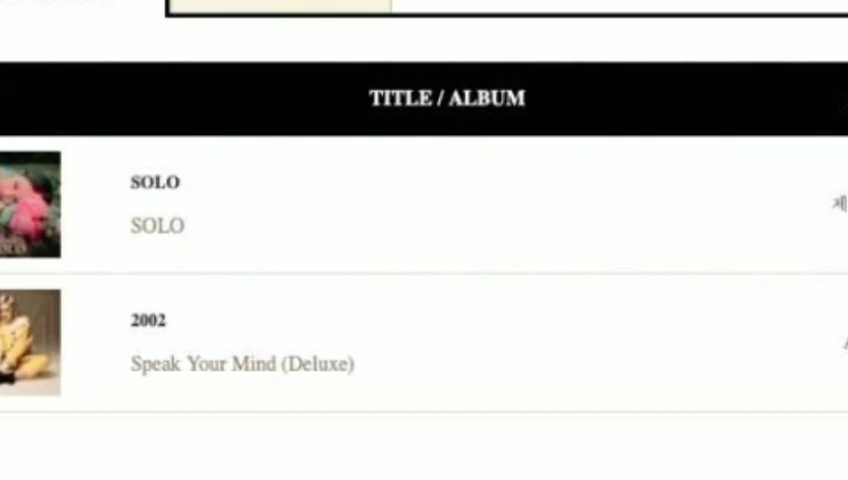 TITLE / ALBUM
SOLO
SOLO
2002
Speak Your Mind (Deluxe)